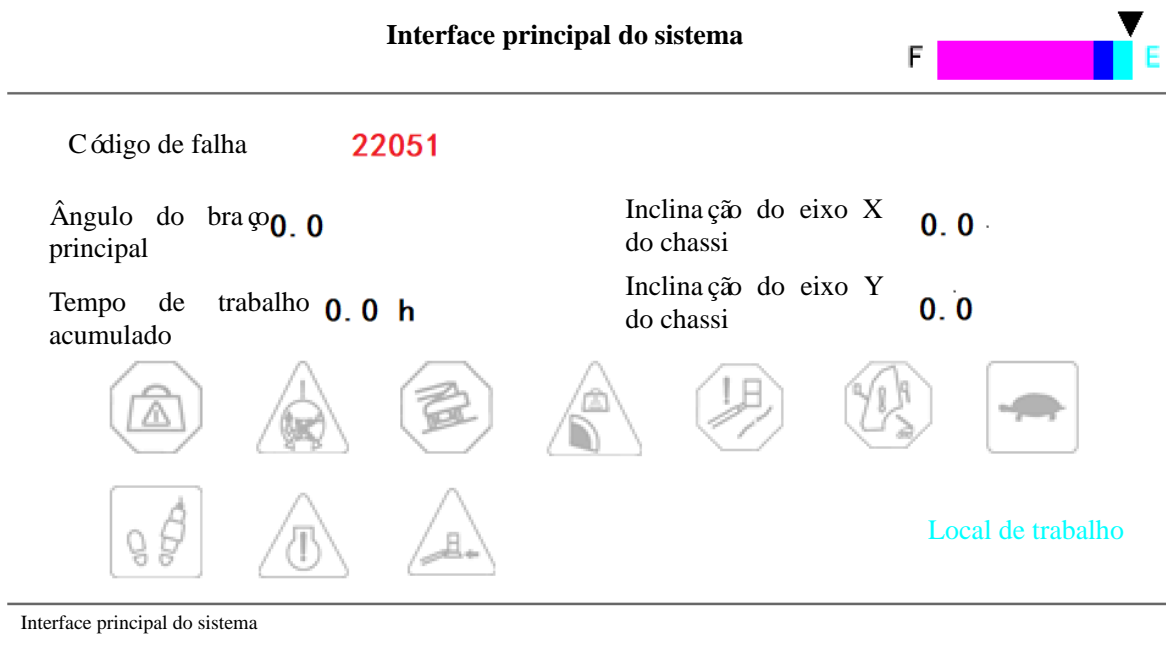 Interface principal do sistema
F E
Código de falha 22051
Ângulo do braço 0.0
principal
Inclinação do eixo X 0.0
do chassi
Tempo de trabalho 0.0 h
acumulado
Inclinação do eixo Y 0.0
do chassi
Local de trabalho
Interface principal do sistema